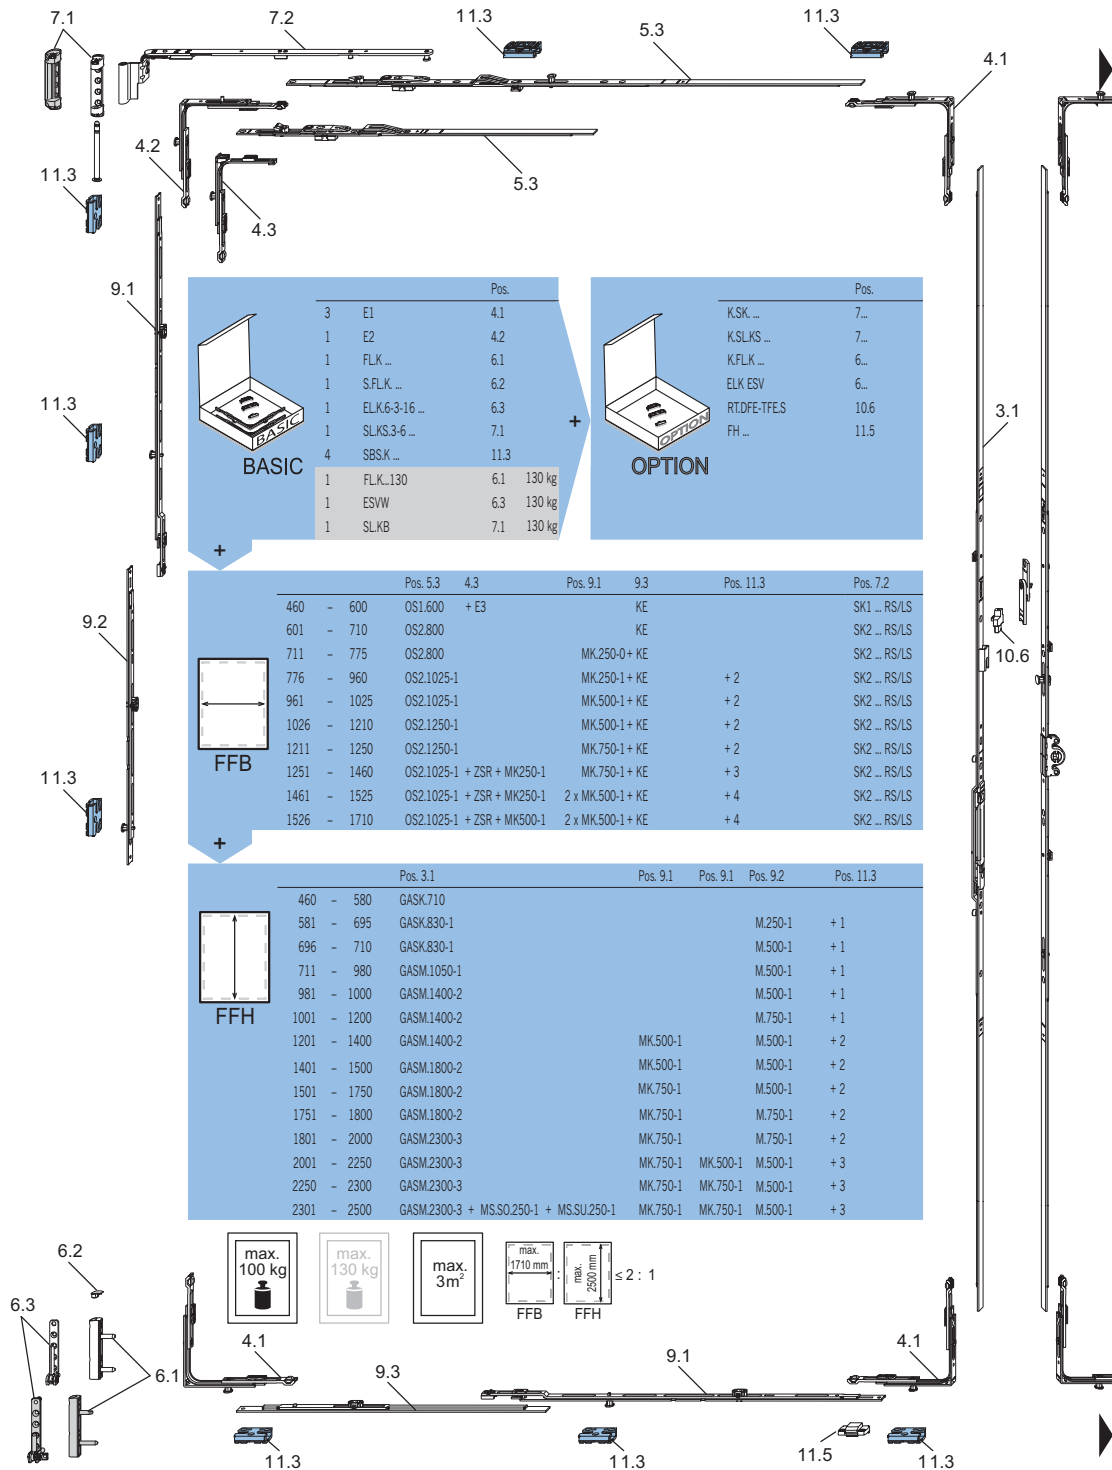 7.1
7.2
11.3
5.3
11.3
4.1
4.2
11.3
4.3
5.3
9.1
11.3
3.1
9.2
10.6
11.3
Pos.
3 E1 4.1
1 E2 4.2
1 FL.K ... 6.1
1 S.FL.K. ... 6.2
1 EL.K.6-3-16 ... 6.3
1 SL.KS.3-6 ... 7.1
4 SBS.K ... 11.3
1 FL.K...130 6.1 130 kg
1 ESVW 6.3 130 kg
1 SL.KB 7.1 130 kg
BASIC
BASIC
+
Pos.
K.SK. ... 7...
K.SL.KS ... 7...
K.FL.K ... 6...
ELK ESV 6...
RT.DFE-TFE.S 10.6
FH ... 11.5
OPTION
OPTION
+
Pos. 5.3 4.3 Pos. 9.1 9.3 Pos. 11.3 Pos. 7.2
460 – 600 OS1.600 + E3 KE SK1 ... RS/LS
601 – 710 OS2.800 KE SK2 ... RS/LS
711 – 775 OS2.800 MK.250-0 + KE SK2 ... RS/LS
776 – 960 OS2.1025-1 MK.250-1 + KE + 2 SK2 ... RS/LS
961 – 1025 OS2.1025-1 MK.500-1 + KE + 2 SK2 ... RS/LS
1026 – 1210 OS2.1250-1 MK.500-1 + KE + 2 SK2 ... RS/LS
1211 – 1250 OS2.1250-1 MK.750-1 + KE + 2 SK2 ... RS/LS
1251 – 1460 OS2.1025-1 + ZSR + MK250-1 MK.750-1 + KE + 3 SK2 ... RS/LS
1461 – 1525 OS2.1025-1 + ZSR + MK250-1 2 x MK.500-1 + KE + 4 SK2 ... RS/LS
1526 – 1710 OS2.1025-1 + ZSR + MK500-1 2 x MK.500-1 + KE + 4 SK2 ... RS/LS
FFB
+
Pos. 3.1 Pos. 9.1 Pos. 9.1 Pos. 9.2 Pos. 11.3
460 – 580 GASK.710
581 – 695 GASK.830-1 M.250-1 + 1
696 – 710 GASK.830-1 M.500-1 + 1
711 – 980 GASM.1050-1 M.500-1 + 1
981 – 1000 GASM.1400-2 M.500-1 + 1
1001 – 1200 GASM.1400-2 M.750-1 + 1
1201 – 1400 GASM.1400-2 MK.500-1 M.500-1 + 2
1401 – 1500 GASM.1800-2 MK.500-1 M.500-1 + 2
1501 – 1750 GASM.1800-2 MK.750-1 M.500-1 + 2
1751 – 1800 GASM.1800-2 MK.750-1 M.750-1 + 2
1801 – 2000 GASM.2300-3 MK.750-1 M.750-1 + 2
2001 – 2250 GASM.2300-3 MK.750-1 MK.500-1 M.500-1 + 3
2250 – 2300 GASM.2300-3 MK.750-1 MK.750-1 M.500-1 + 3
2301 – 2500 GASM.2300-3 + MS.SO.250-1 + MS.SU.250-1 MK.750-1 MK.750-1 M.500-1 + 3
FFH
max.
100 kg
max.
130 kg
max.
3m²
max.
1710 mm
FFB
:
max.
2500 mm
FFH
≤ 2 : 1
6.2
6.3
6.1
4.1
9.3
9.1
4.1
11.3
11.3
11.5
11.3